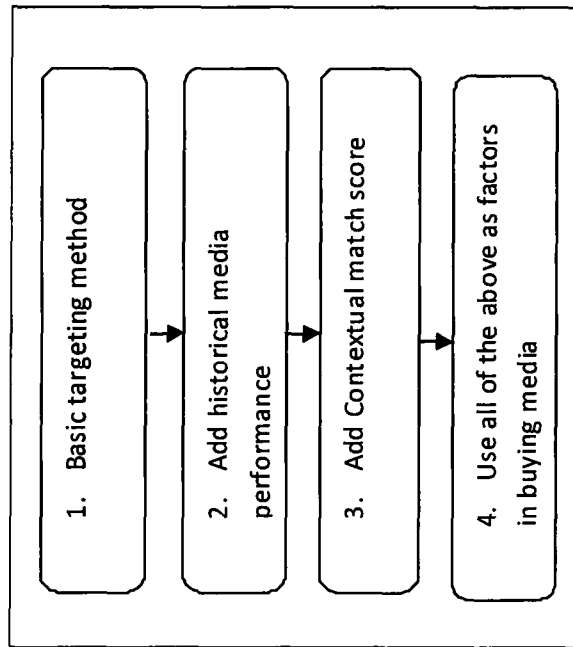 1. Basic targeting method
2. Add historical media
performance
3. Add Contextual match score
4. Use all of the above as factors
in buying media